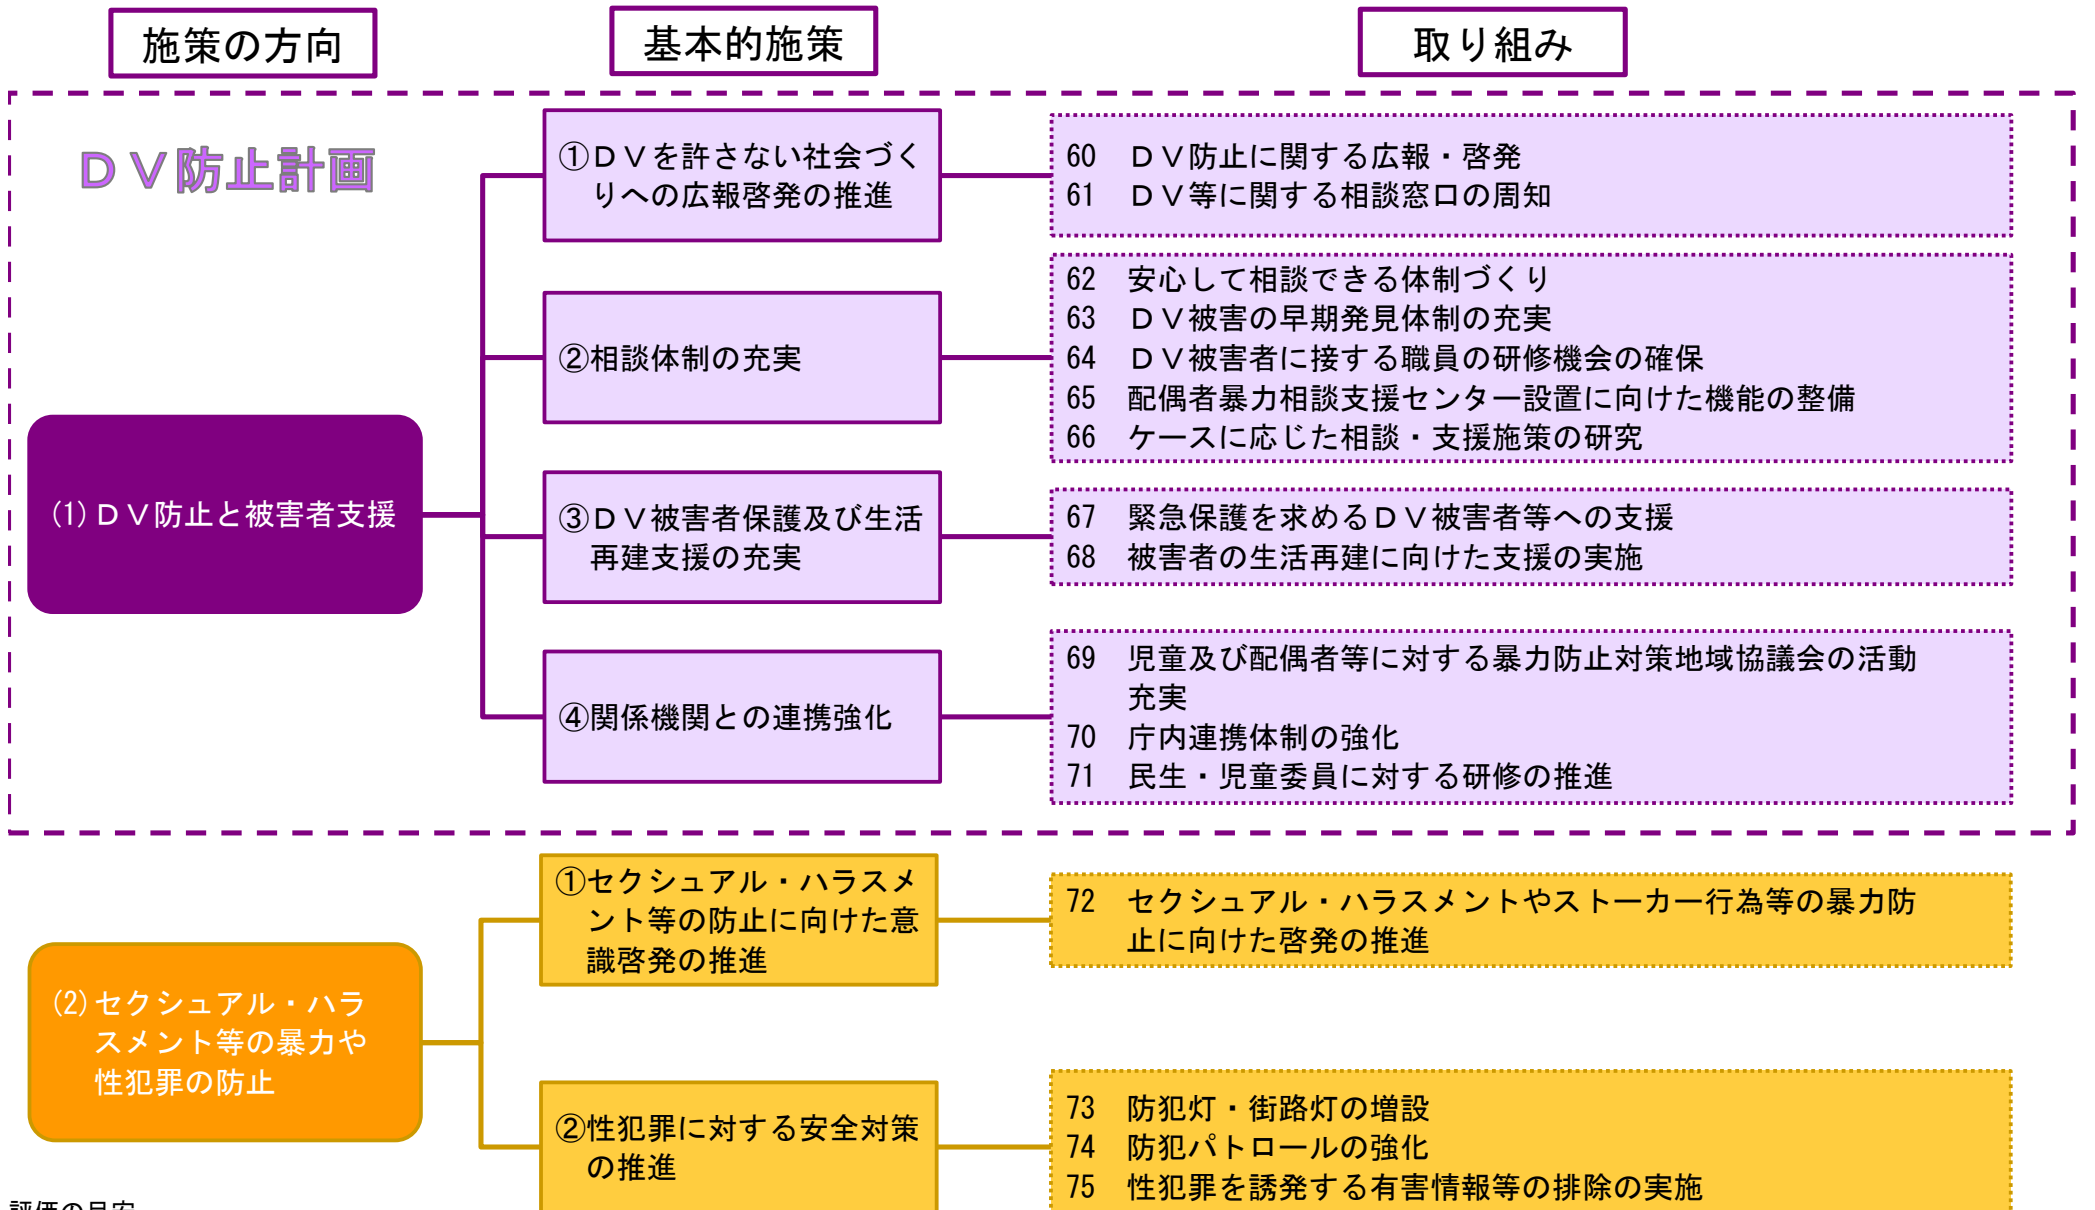 施策の方向
基本的施策
取り組み
ＤＶ防止計画
(1)ＤＶ防止と被害者支援
①ＤＶを許さない社会づく
りへの広報啓発の推進
60　ＤＶ防止に関する広報・啓発
61　ＤＶ等に関する相談窓口の周知
②相談体制の充実
62　安心して相談できる体制づくり
63　ＤＶ被害の早期発見体制の充実
64　ＤＶ被害者に接する職員の研修機会の確保
65　配偶者暴力相談支援センター設置に向けた機能の整備
66　ケースに応じた相談・支援施策の研究
③ＤＶ被害者保護及び生活
再建支援の充実
67　緊急保護を求めるＤＶ被害者等への支援
68　被害者の生活再建に向けた支援の実施
④関係機関との連携強化
69　児童及び配偶者等に対する暴力防止対策地域協議会の活動
充実
70　庁内連携体制の強化
71　民生・児童委員に対する研修の推進
(2)セクシュアル・ハラ
スメント等の暴力や
性犯罪の防止
①セクシュアル・ハラスメ
ント等の防止に向けた意
識啓発の推進
72　セクシュアル・ハラスメントやストーカー行為等の暴力防
止に向けた啓発の推進
②性犯罪に対する安全対策
の推進
73　防犯灯・街路灯の増設
74　防犯パトロールの強化
75　性犯罪を誘発する有害情報等の排除の実施
評価の目安